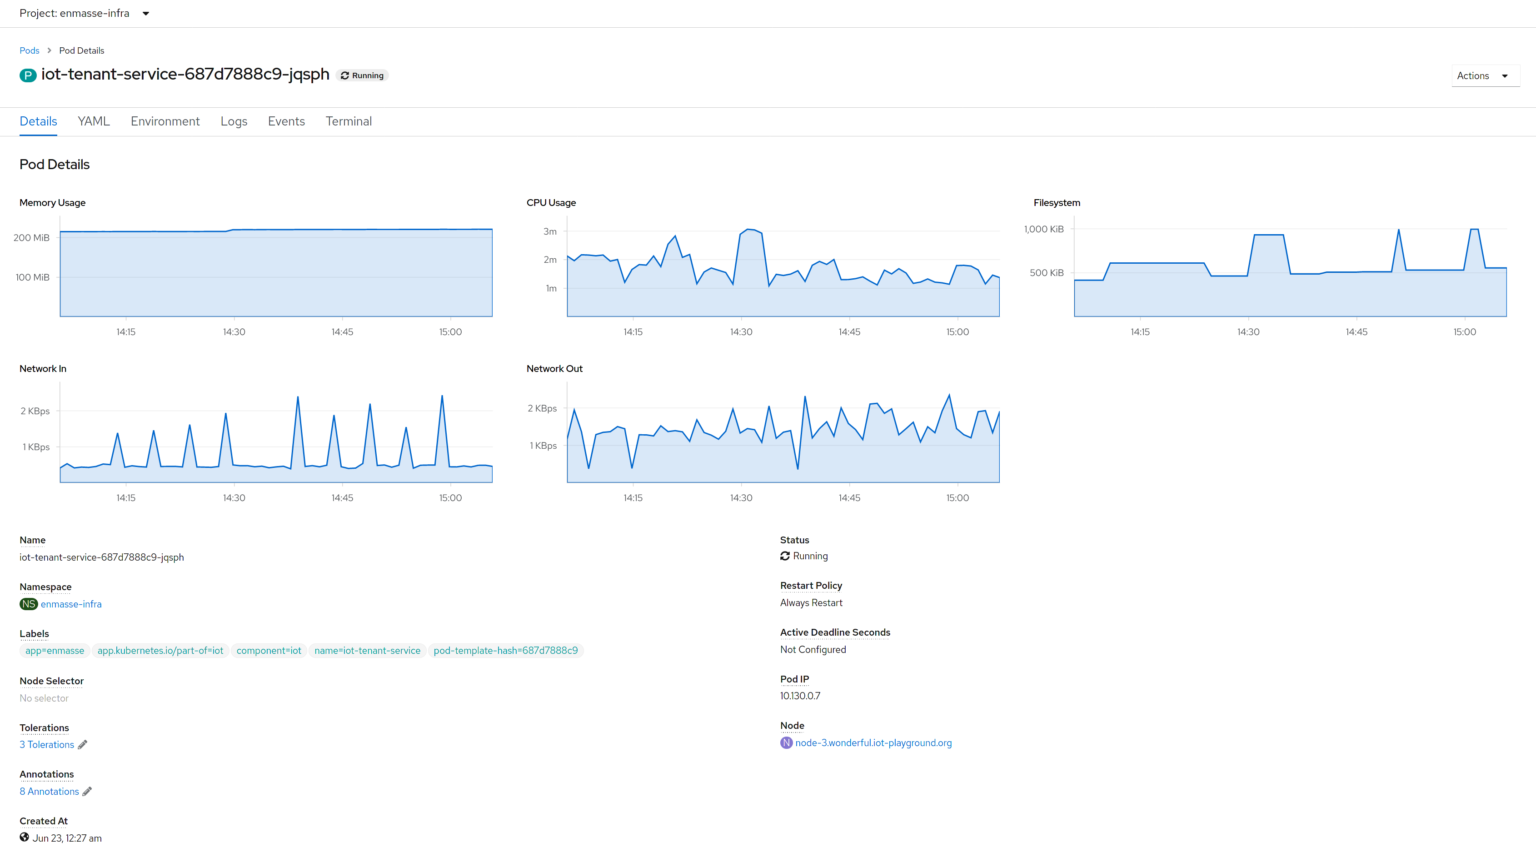 Project: enmasse-infra
Pods > Pod Details
P iot-tenant-service-687d7888c9-jqsph Running
Actions
Details YAML Environment Logs Events Terminal
Pod Details
Memory Usage
200 MiB
100 MiB
14:15 14:30 14:45 15:00
CPU Usage
3m
2m
1m
14:15 14:30 14:45 15:00
Filesystem
1,000 KiB
500 KiB
14:15 14:30 14:45 15:00
Network In
2 KBps
1 KBps
14:15 14:30 14:45 15:00
Network Out
2 KBps
1 KBps
14:15 14:30 14:45 15:00
Name
iot-tenant-service-687d7888c9-jqsph
Namespace
NS enmasse-infra
Labels
app=enmasse app.kubernetes.io/part-of=iot component=iot name=iot-tenant-service pod-template-hash=687d7888c9
Node Selector
No selector
Tolerations
3 Tolerations
Annotations
8 Annotations
Created At
Jun 23, 12:27 am
Status
Running
Restart Policy
Always Restart
Active Deadline Seconds
Not Configured
Pod IP
10.130.0.7
Node
N node-3.wonderful.iot-playground.org